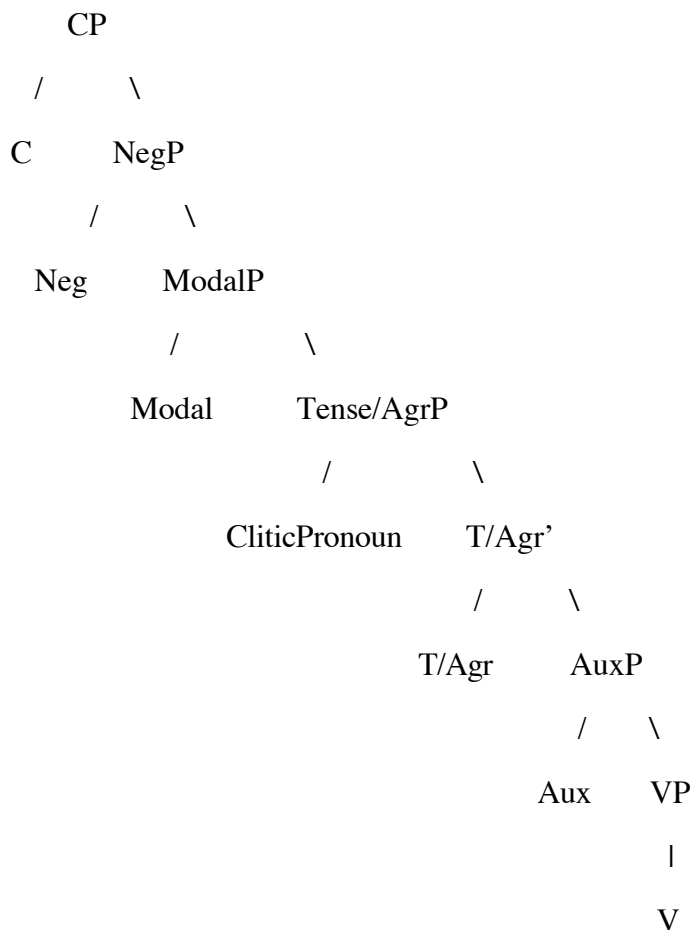 CP
/ \
C NegP
/ \
Neg ModalP
/ \
Modal Tense/AgrP
/ \
CliticPronoun T/Agr’
/ \
T/Agr AuxP
/ \
Aux VP
|
V